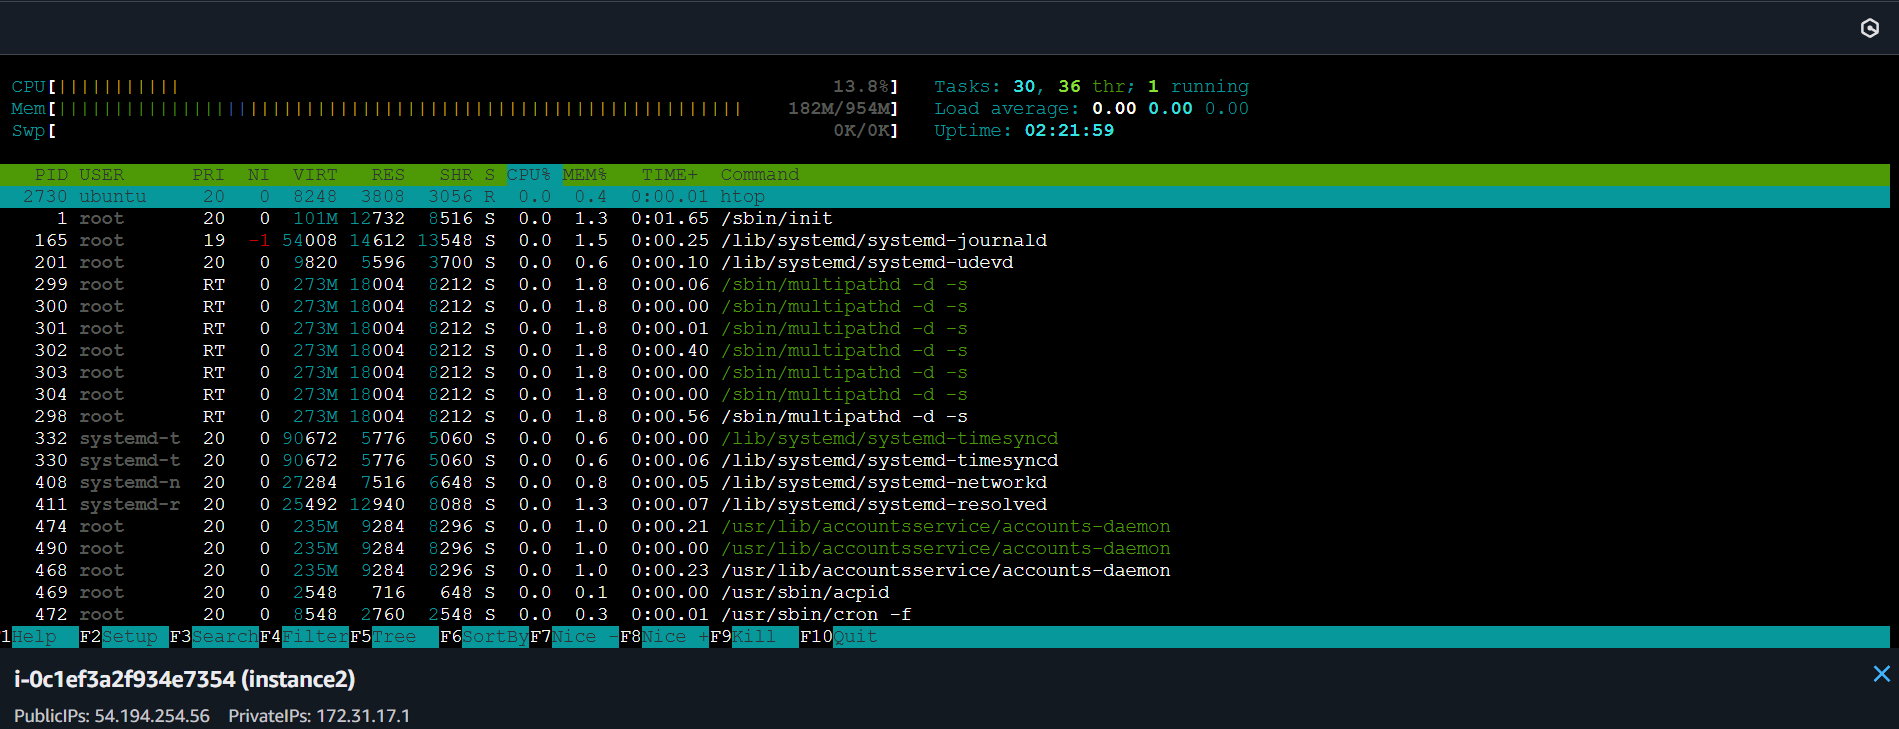 CPU[||||||||||| 13.8%] Tasks: 30, 36 thr; 1 running
Mem[||||||||||||||||||||||||||||||||||||||||||||||||||||||||||||| 182M/954M] Load average: 0.00 0.00 0.00
Swp[ 0K/0K] Uptime: 02:21:59
PID USER PRI NI VIRT RES SHR S CPU% MEM% TIME+ Command
2730 ubuntu 20 0 8248 3808 3056 R 0.0 0.4 0:00.01 htop
1 root 20 0 101M 12732 8516 S 0.0 1.3 0:01.65 /sbin/init
165 root 19 -1 54008 14612 13548 S 0.0 1.5 0:00.25 /lib/systemd/systemd-journald
201 root 20 0 9820 5596 3700 S 0.0 0.6 0:00.10 /lib/systemd/systemd-udevd
299 root RT 0 273M 18004 8212 S 0.0 1.8 0:00.06 /sbin/multipathd -d -s
300 root RT 0 273M 18004 8212 S 0.0 1.8 0:00.00 /sbin/multipathd -d -s
301 root RT 0 273M 18004 8212 S 0.0 1.8 0:00.01 /sbin/multipathd -d -s
302 root RT 0 273M 18004 8212 S 0.0 1.8 0:00.40 /sbin/multipathd -d -s
303 root RT 0 273M 18004 8212 S 0.0 1.8 0:00.00 /sbin/multipathd -d -s
304 root RT 0 273M 18004 8212 S 0.0 1.8 0:00.00 /sbin/multipathd -d -s
298 root RT 0 273M 18004 8212 S 0.0 1.8 0:00.56 /sbin/multipathd -d -s
332 systemd-t 20 0 90672 5776 5060 S 0.0 0.6 0:00.00 /lib/systemd/systemd-timesyncd
330 systemd-t 20 0 90672 5776 5060 S 0.0 0.6 0:00.06 /lib/systemd/systemd-timesyncd
408 systemd-n 20 0 27284 7516 6648 S 0.0 0.8 0:00.05 /lib/systemd/systemd-networkd
411 systemd-r 20 0 25492 12940 8088 S 0.0 1.3 0:00.07 /lib/systemd/systemd-resolved
474 root 20 0 235M 9284 8296 S 0.0 1.0 0:00.21 /usr/lib/accountsservice/accounts-daemon
490 root 20 0 235M 9284 8296 S 0.0 1.0 0:00.00 /usr/lib/accountsservice/accounts-daemon
468 root 20 0 235M 9284 8296 S 0.0 1.0 0:00.23 /usr/lib/accountsservice/accounts-daemon
469 root 20 0 2548 716 648 S 0.0 0.1 0:00.00 /usr/sbin/acpid
472 root 20 0 8548 2760 2548 S 0.0 0.3 0:00.01 /usr/sbin/cron -f
1Help F2Setup F3SearchF4FilterF5Tree F6SortByF7Nice -F8Nice +F9Kill F10Quit
i-0c1ef3a2f934e7354 (instance2)
PublicIPs: 54.194.254.56 PrivateIPs: 172.31.17.1